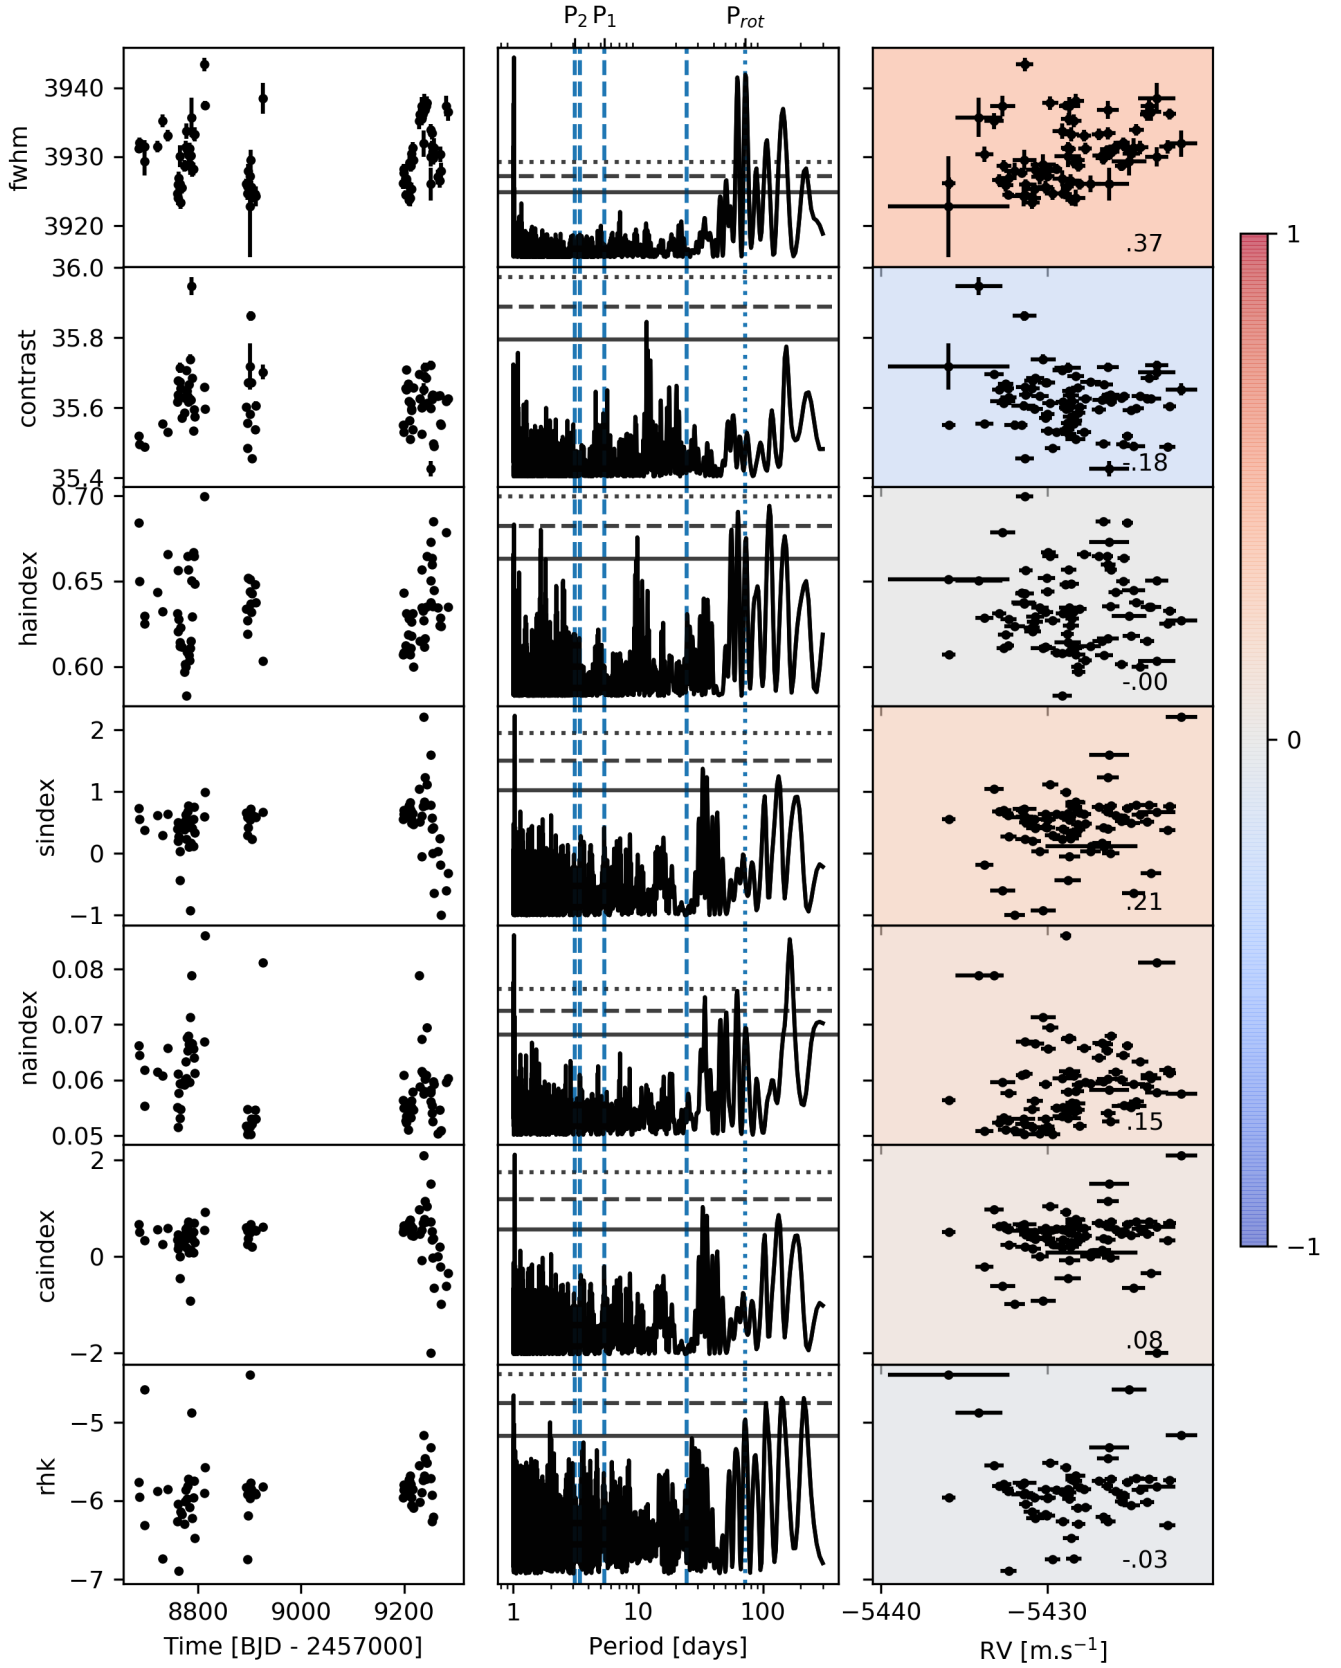 P2 P1 Prot
fwhm
3940
3930
3920
.37
contrast
36.0
35.8
35.6
35.4
-.18
haindex
0.70
0.65
0.60
-.00
sindex
2
1
0
−1
.21
naindex
0.08
0.07
0.06
0.05
.15
caindex
2
0
−2
.08
rhk
−5
−6
−7
-.03
8800 9000 9200
Time [BJD - 2457000]
1 10 100
Period [days]
−5440 −5430
RV [m.s−1]
1
0
−1